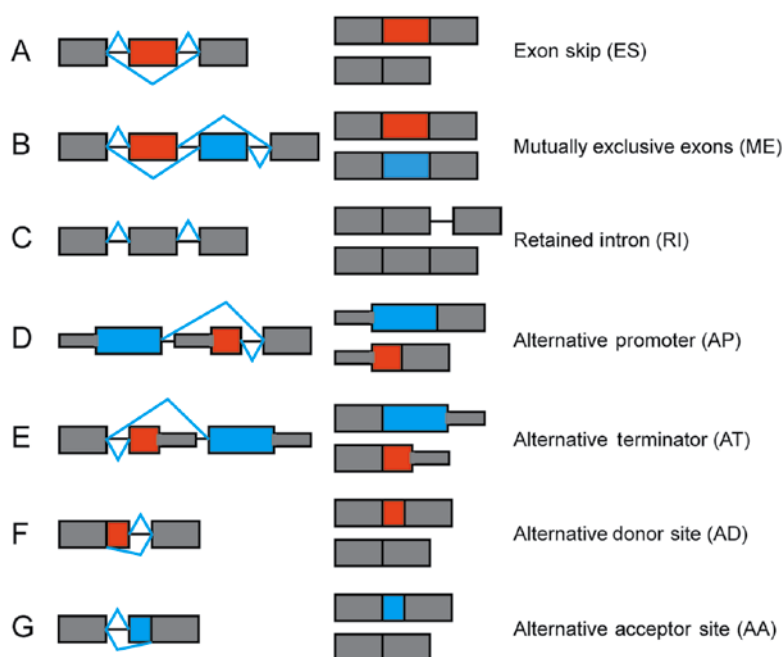 A Exon skip (ES)
B Mutually exclusive exons (ME)
C Retained intron (RI)
D Alternative promoter (AP)
E Alternative terminator (AT)
F Alternative donor site (AD)
G Alternative acceptor site (AA)